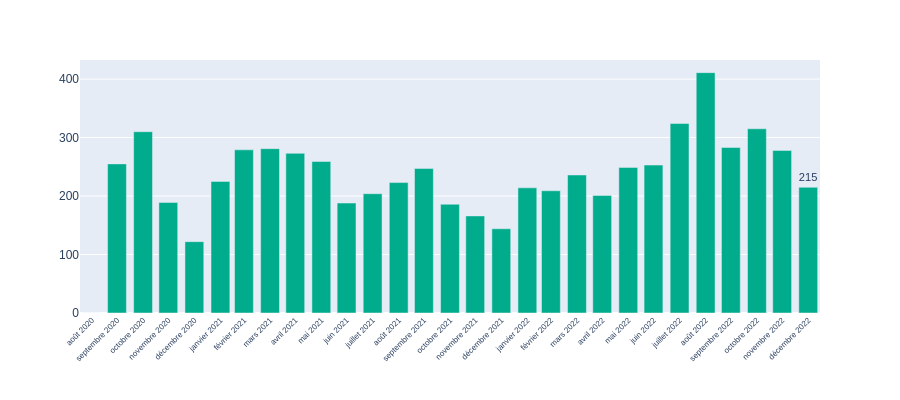 400
300
200
100
0
215
août 2020
septembre 2020
octobre 2020
novembre 2020
décembre 2020
janvier 2021
février 2021
mars 2021
avril 2021
mai 2021
juin 2021
juillet 2021
août 2021
septembre 2021
octobre 2021
novembre 2021
décembre 2021
janvier 2022
février 2022
mars 2022
avril 2022
mai 2022
juin 2022
juillet 2022
août 2022
septembre 2022
octobre 2022
novembre 2022
décembre 2022